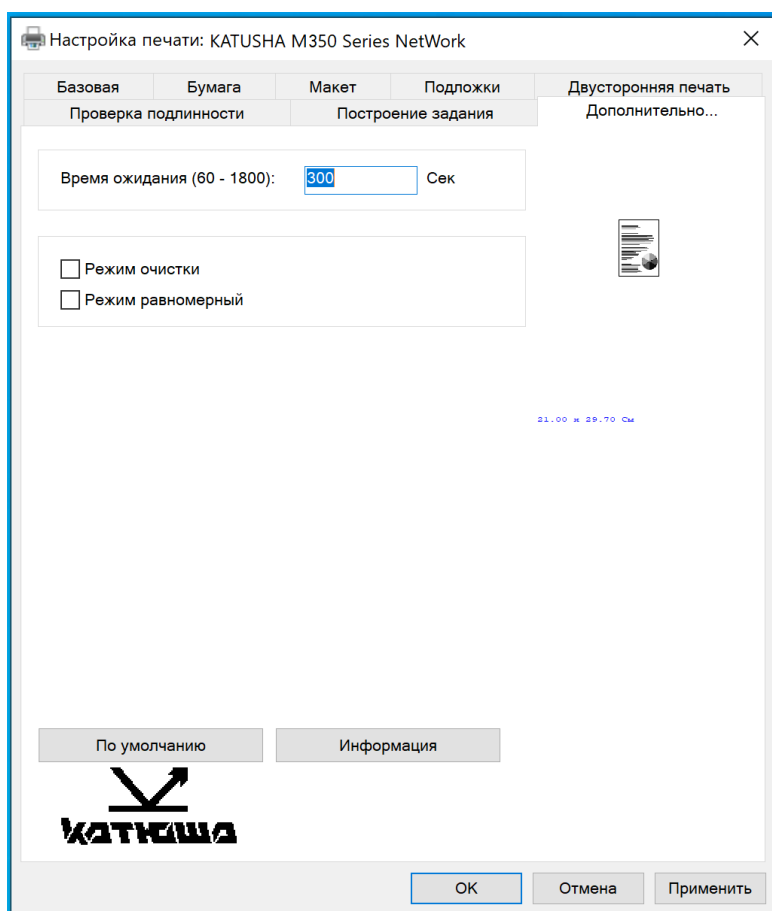 Настройка печати: KATUSHA M350 Series NetWork
Базовая Бумага Макет Подложки Двусторонняя печать
Проверка подлинности Построение задания Дополнительно...
Время ожидания (60 - 1800): 300 Сек
Режим очистки
Режим равномерный
21.00 x 29.70 См
По умолчанию Информация
катюша
OK Отмена Применить